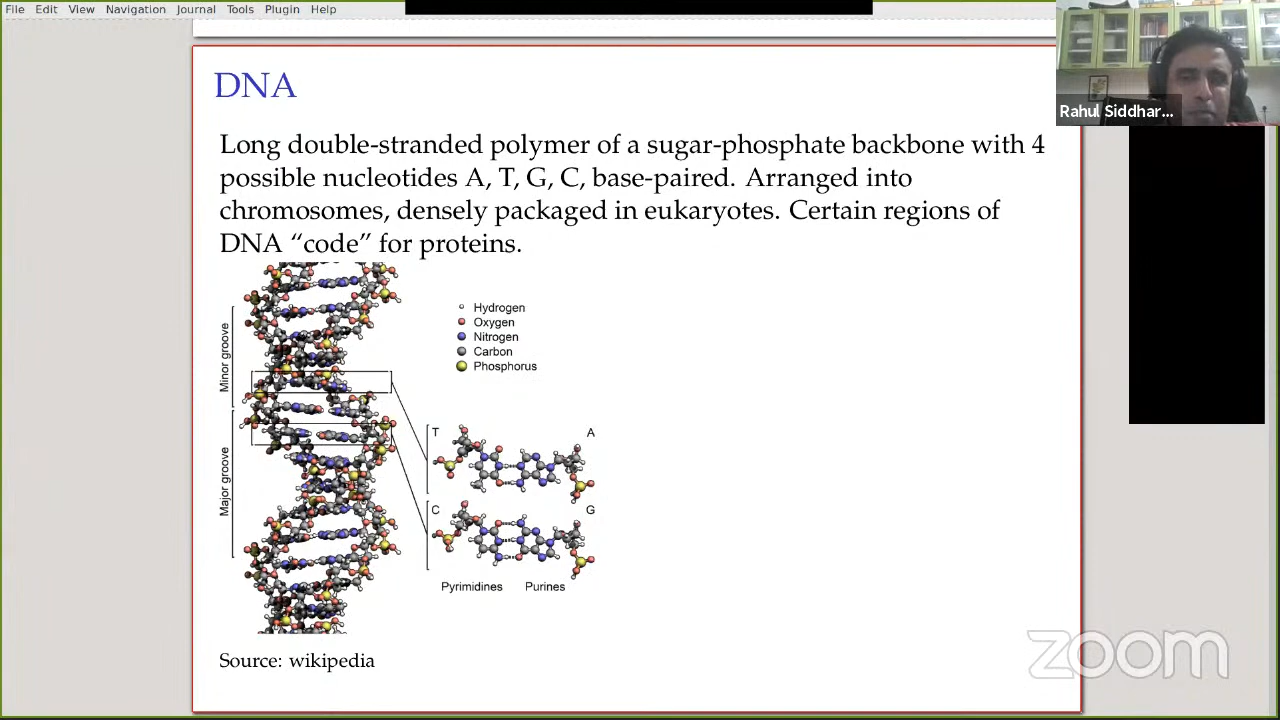 File Edit View Navigation Journal Tools Plugin Help
Rahul Siddhar...
DNA
Long double-stranded polymer of a sugar-phosphate backbone with 4
possible nucleotides A, T, G, C, base-paired. Arranged into
chromosomes, densely packaged in eukaryotes. Certain regions of
DNA “code” for proteins.
Minor groove
Major groove
Hydrogen
Oxygen
Nitrogen
Carbon
Phosphorus
T A
C G
Pyrimidines Purines
Source: wikipedia
zoom